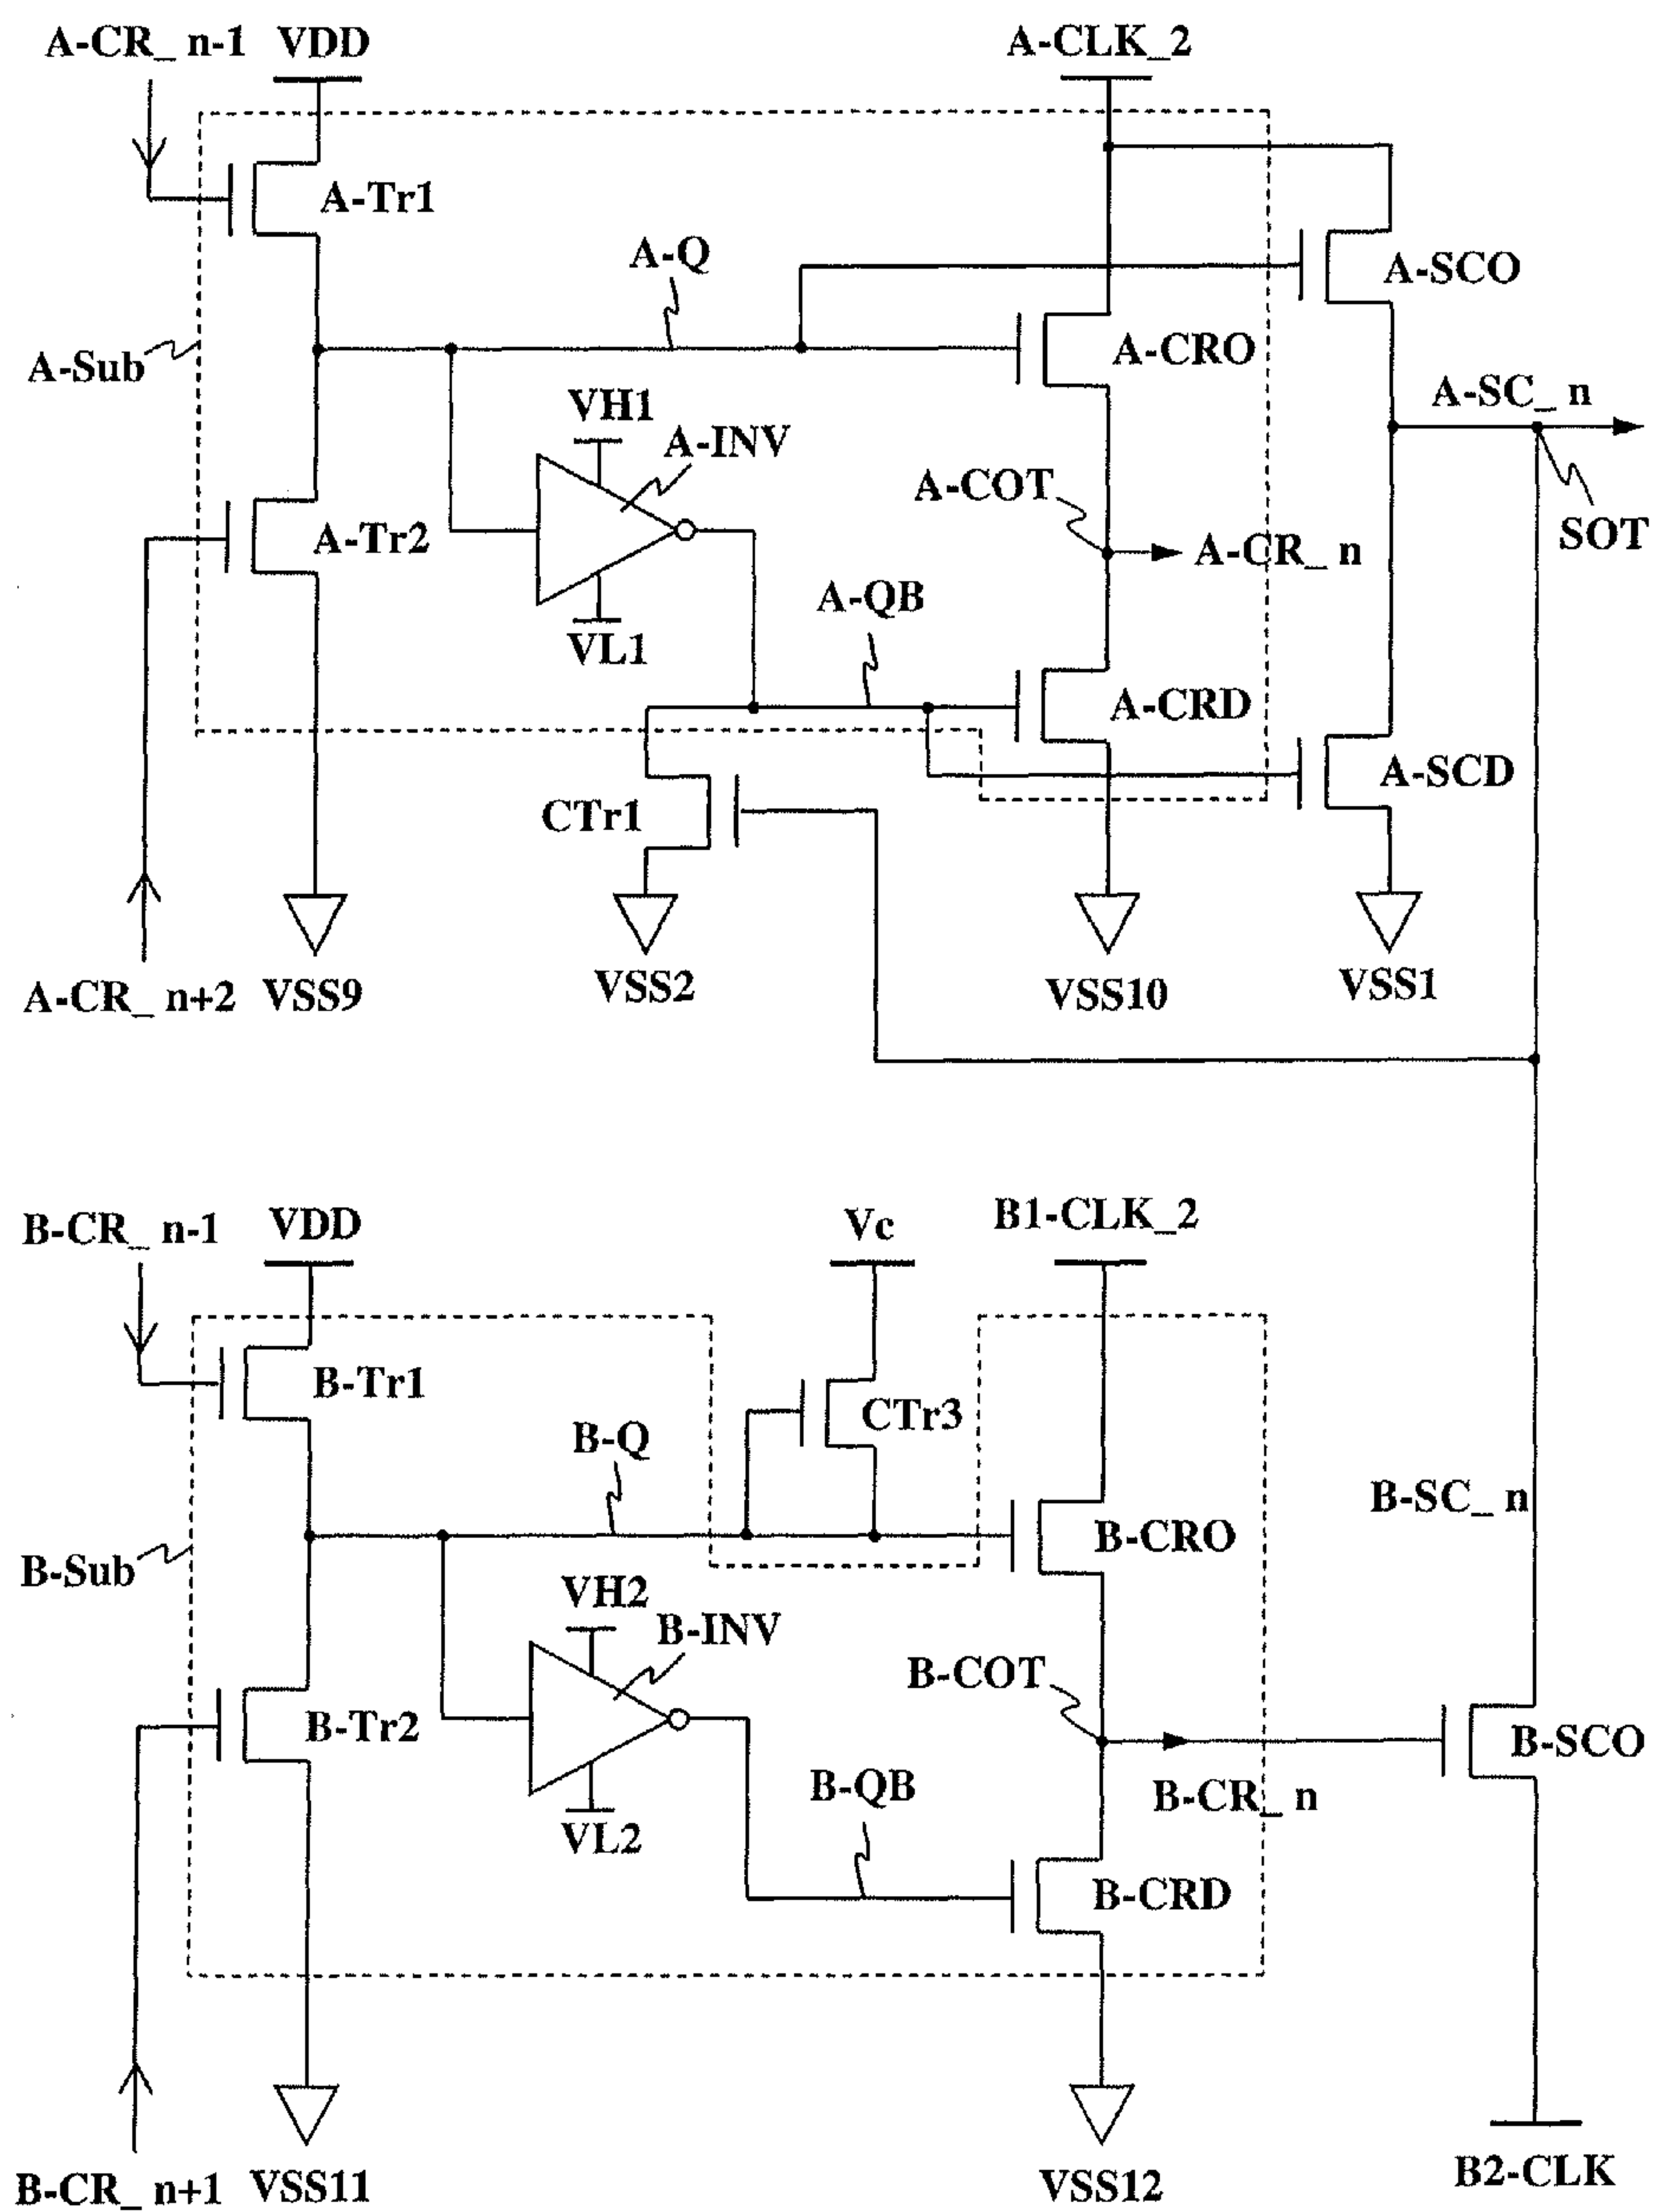 A-CR_ n-1
VDD
A-CLK_2
A-Tr1
A-Q
A-SCO
A-Sub
A-CRO
VH1
A-INV
A-SC_ n
A-COT
SOT
A-Tr2
A-CR_ n
A-QB
VL1
A-CRD
A-SCD
CTr1
A-CR_ n+2
VSS9
VSS2
VSS10
VSS1
B-CR_ n-1
VDD
Vc
B1-CLK_2
B-Tr1
CTr3
B-Q
B-SC_ n
B-CRO
B-Sub
VH2
B-INV
B-COT
B-Tr2
B-SCO
B-QB
B-CR_ n
VL2
B-CRD
B-CR_ n+1
VSS11
VSS12
B2-CLK